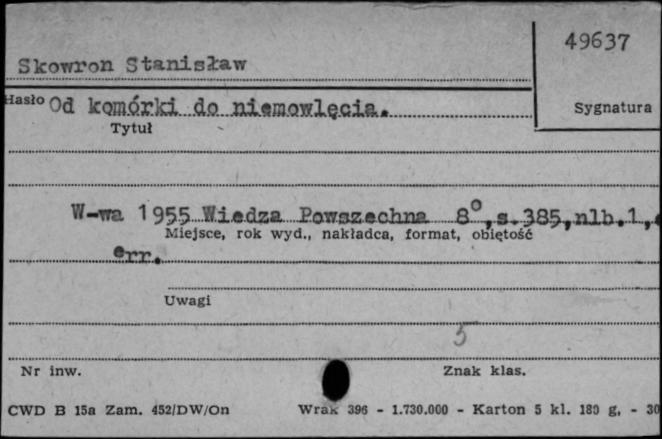 49637
Skowron Stanisław
Hasło Od komórki do niemowlęcia.
Sygnatura
Tytuł
W-wa 1955 Wiedza Powszechna 8°, s. 385, nlb. 1,
Miejsce, rok wyd., nakładca, format, obiętość
err.
Uwagi
5
Nr inw.
Znak klas.
CWD B 15a Zam. 452/DW/On Wrak 396 - 1.730.000 - Karton 5 kl. 180 g, - 30